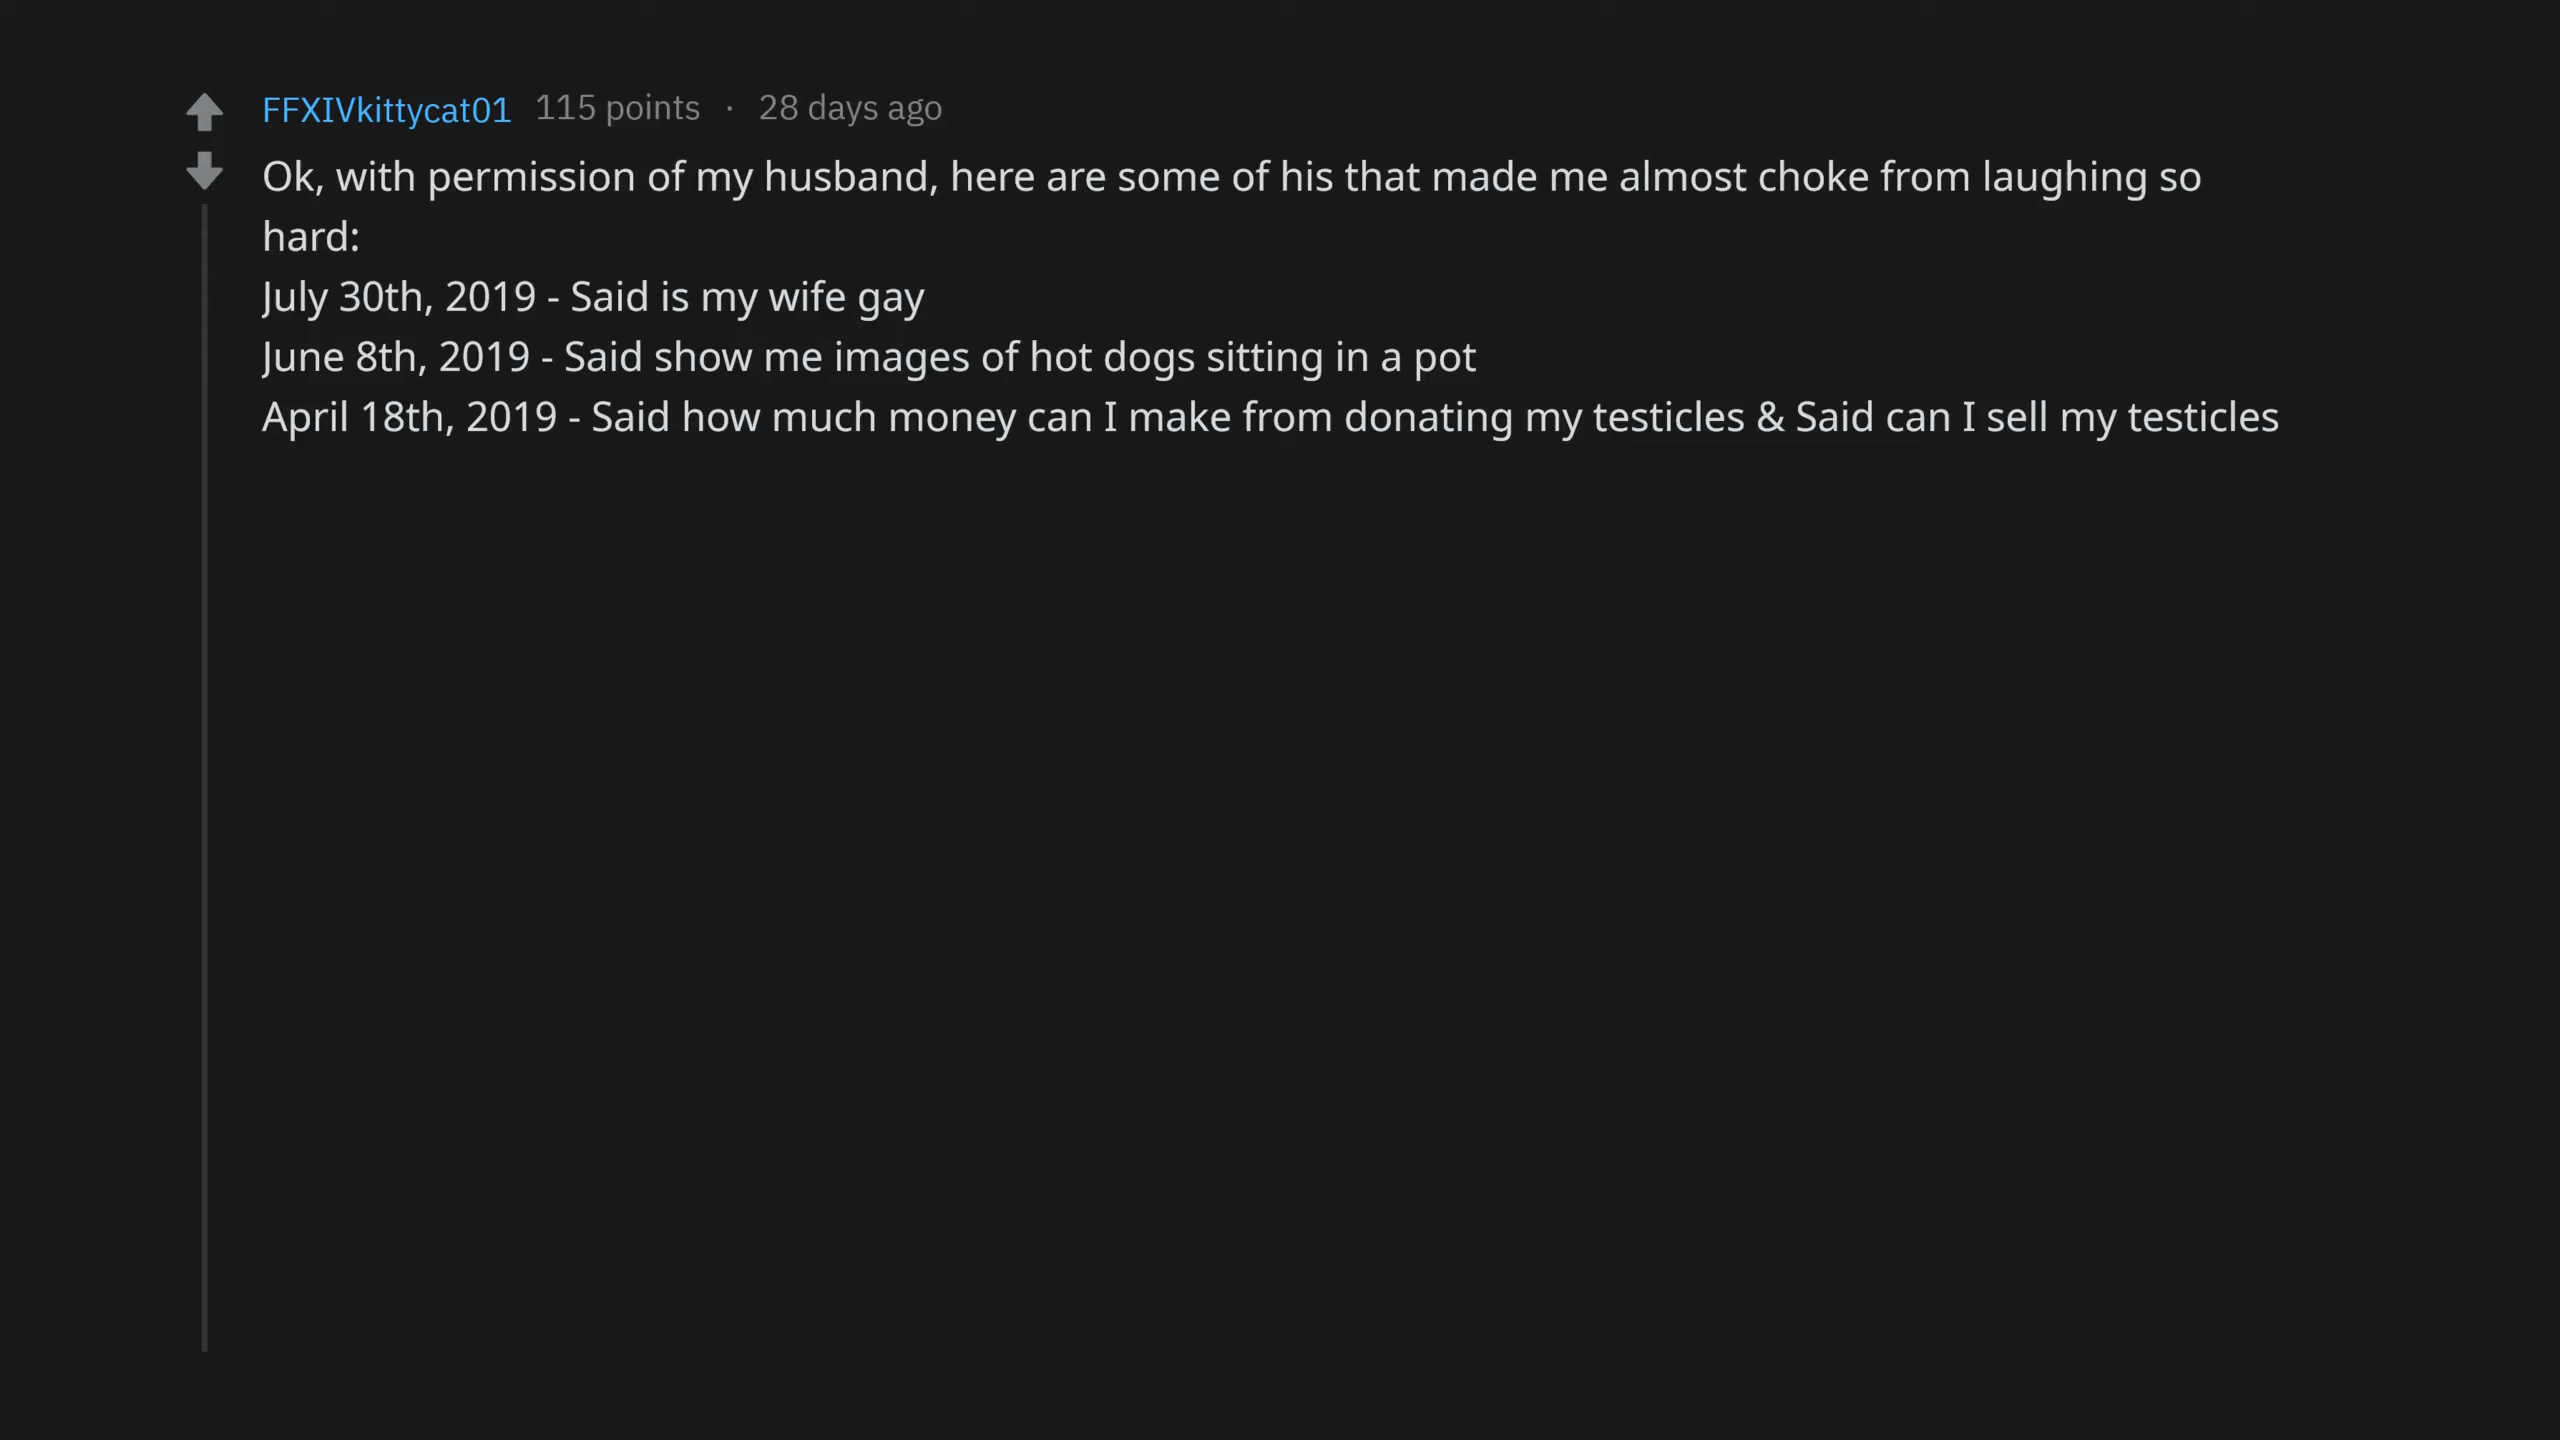 FFXIVkittycat01 115 points · 28 days ago
Ok, with permission of my husband, here are some of his that made me almost choke from laughing so
hard:
July 30th, 2019 - Said is my wife gay
June 8th, 2019 - Said show me images of hot dogs sitting in a pot
April 18th, 2019 - Said how much money can I make from donating my testicles & Said can I sell my testicles